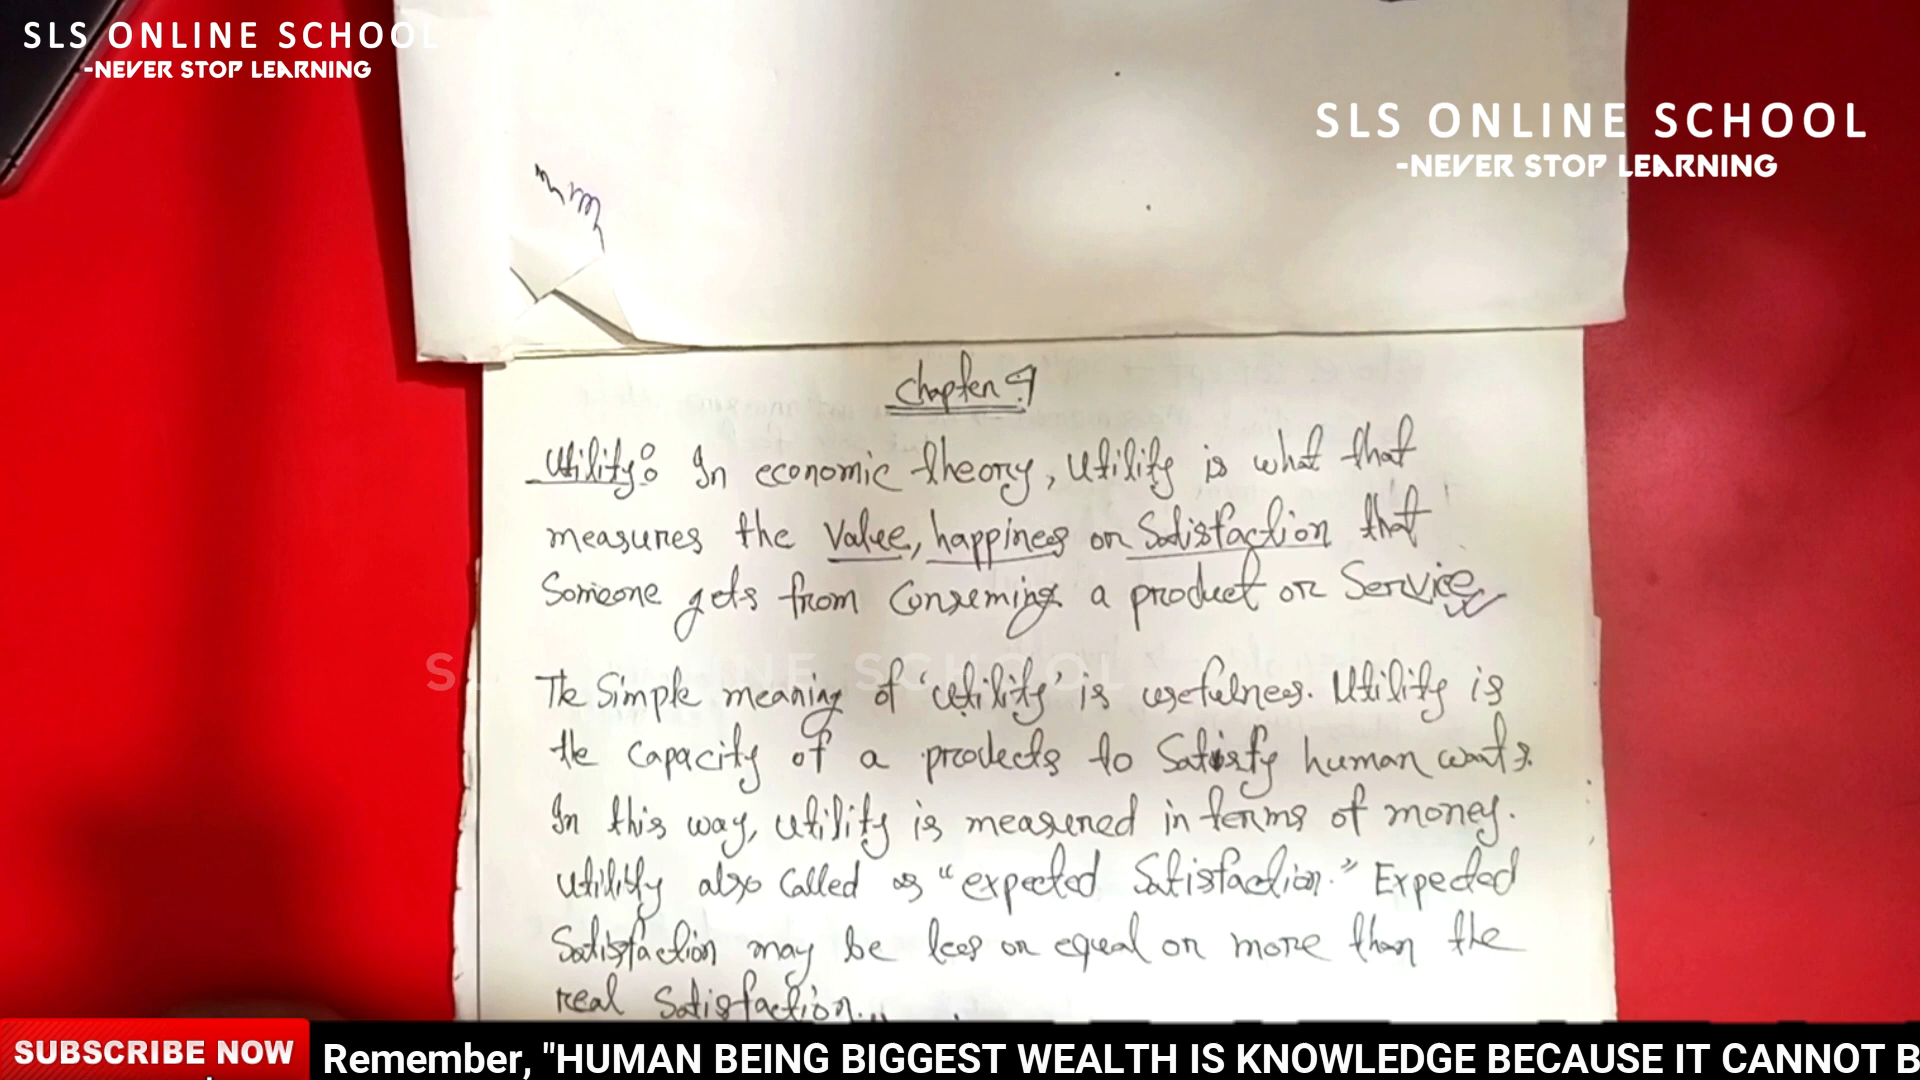 SLS ONLINE SCHOOL
-NEVER STOP LEARNING
SLS ONLINE SCHOOL
-NEVER STOP LEARNING
Chapter 9
Utility: In economic theory, Utility is what that
measures the Value, happiness or Satisfaction that
Someone gets from Consuming a product or Service
The Simple meaning of 'Utility' is usefulness. Utility is
the Capacity of a products to Satisfy human wants.
In this way, Utility is measured in terms of money.
Utility also Called as "expected Satisfaction." Expected
Satisfaction may be less or equal or more than the
real Satisfaction.
SUBSCRIBE NOW
Remember, "HUMAN BEING BIGGEST WEALTH IS KNOWLEDGE BECAUSE IT CANNOT B